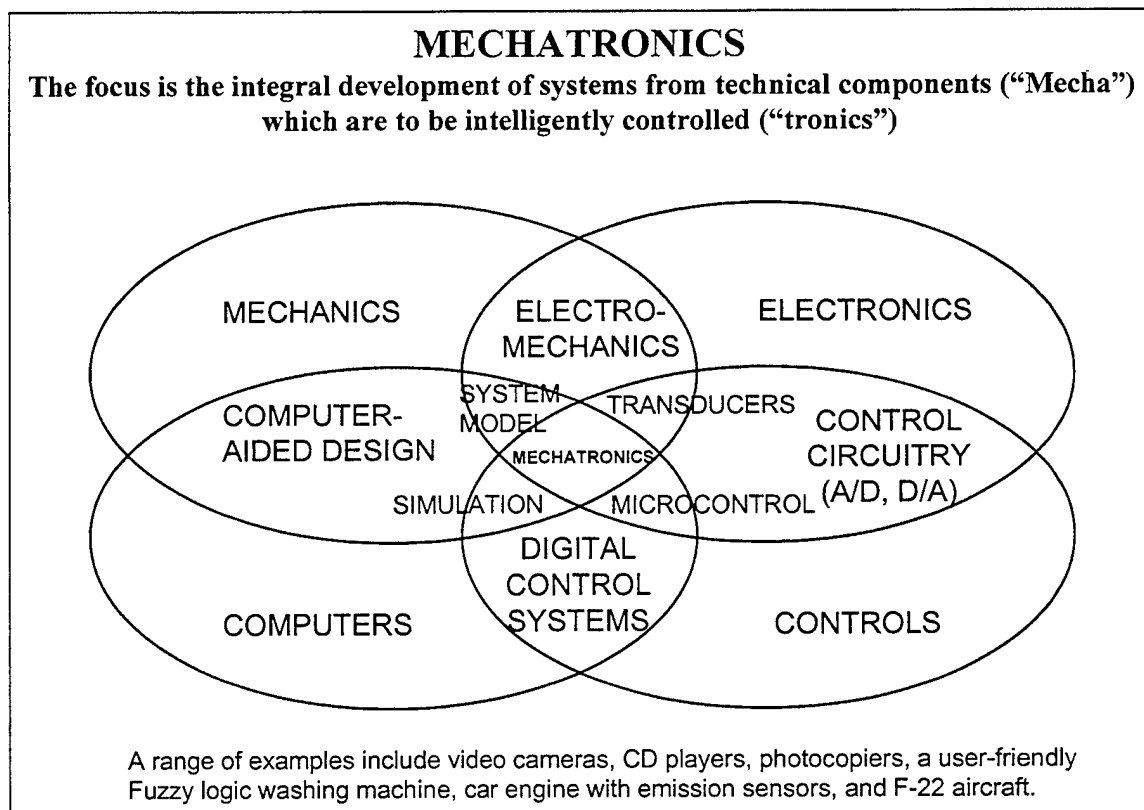 MECHATRONICS
The focus is the integral development of systems from technical components (“Mecha”)
which are to be intelligently controlled (“tronics”)
MECHANICS
ELECTRO-
MECHANICS
ELECTRONICS
COMPUTER-
AIDED DESIGN
SYSTEM
MODEL
TRANSDUCERS
CONTROL
CIRCUITRY
(A/D, D/A)
MECHATRONICS
SIMULATION
MICROCONTROL
DIGITAL
CONTROL
SYSTEMS
COMPUTERS
CONTROLS
A range of examples include video cameras, CD players, photocopiers, a user-friendly
Fuzzy logic washing machine, car engine with emission sensors, and F-22 aircraft.